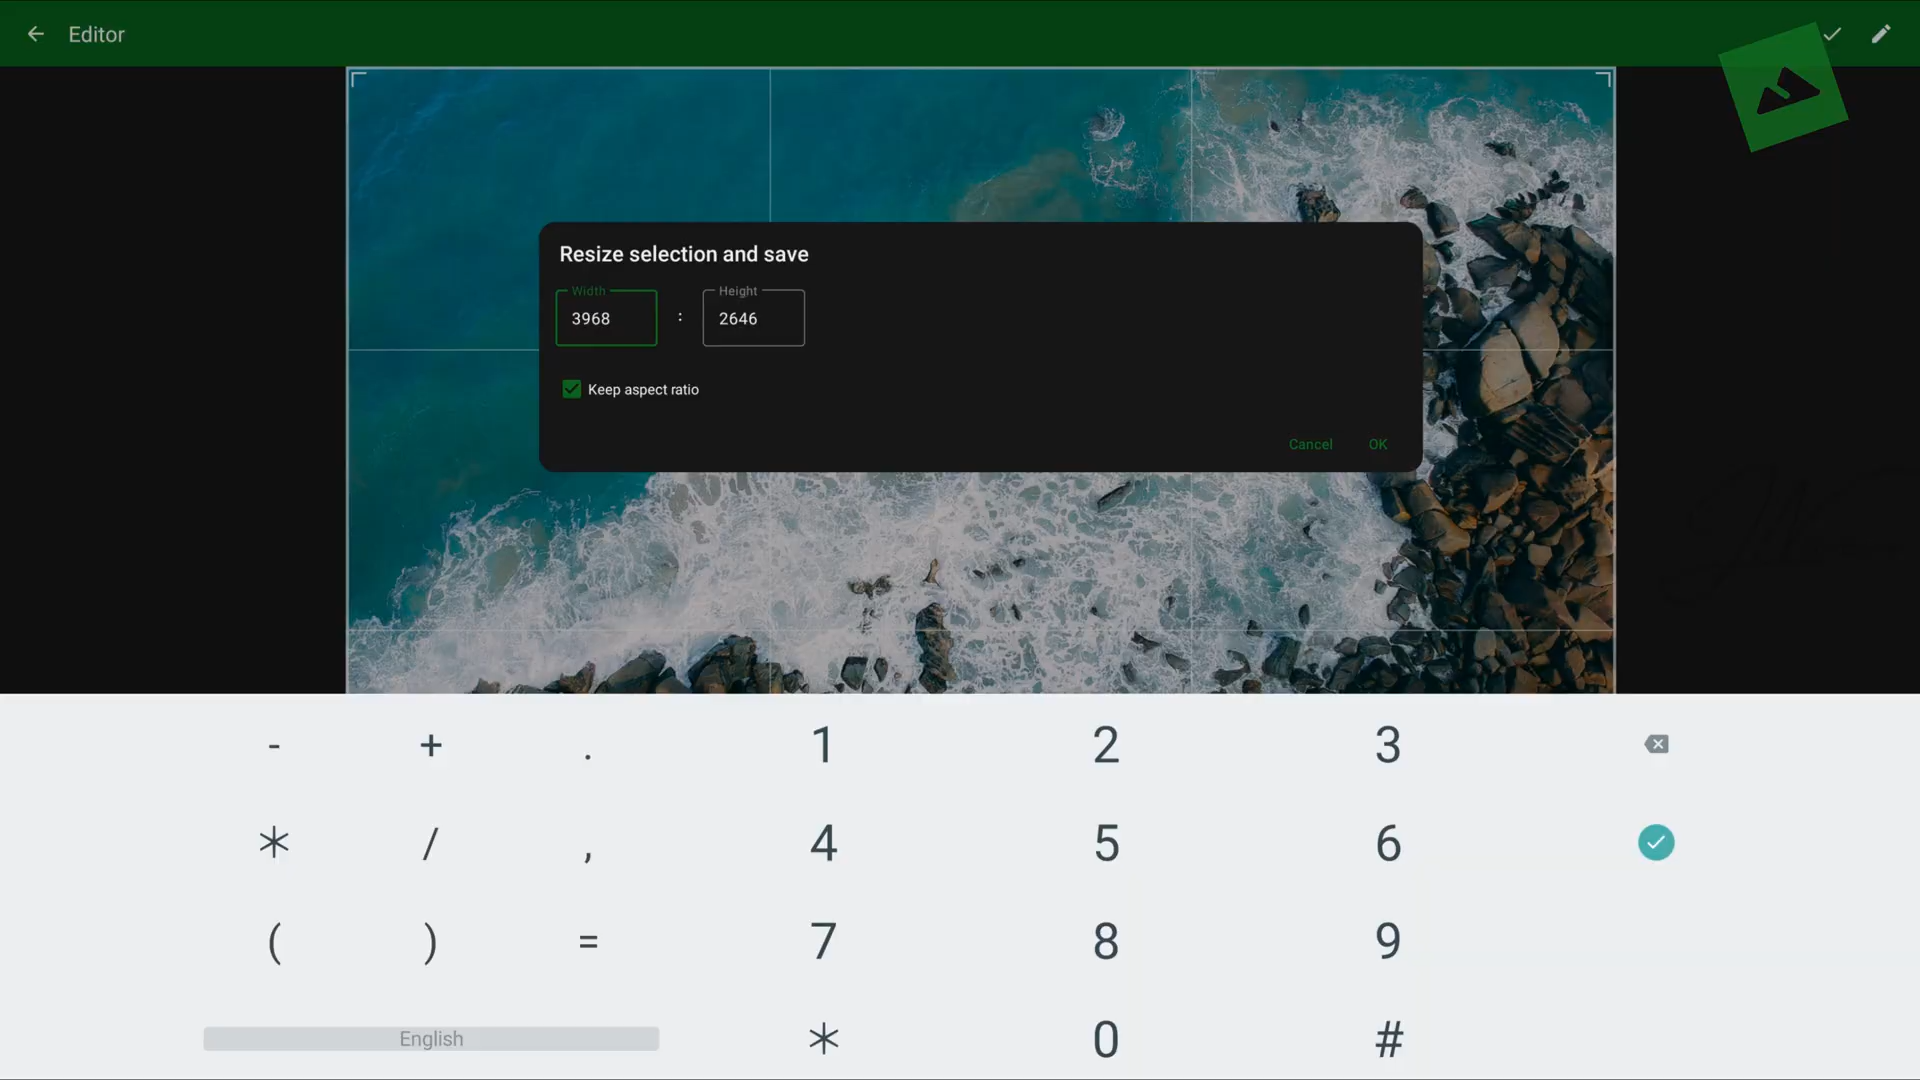 Editor
Resize selection and save
Width
3968
:
Height
2646
Keep aspect ratio
Cancel
OK
- + . 1 2 3
* / , 4 5 6
( ) = 7 8 9
English * 0 #